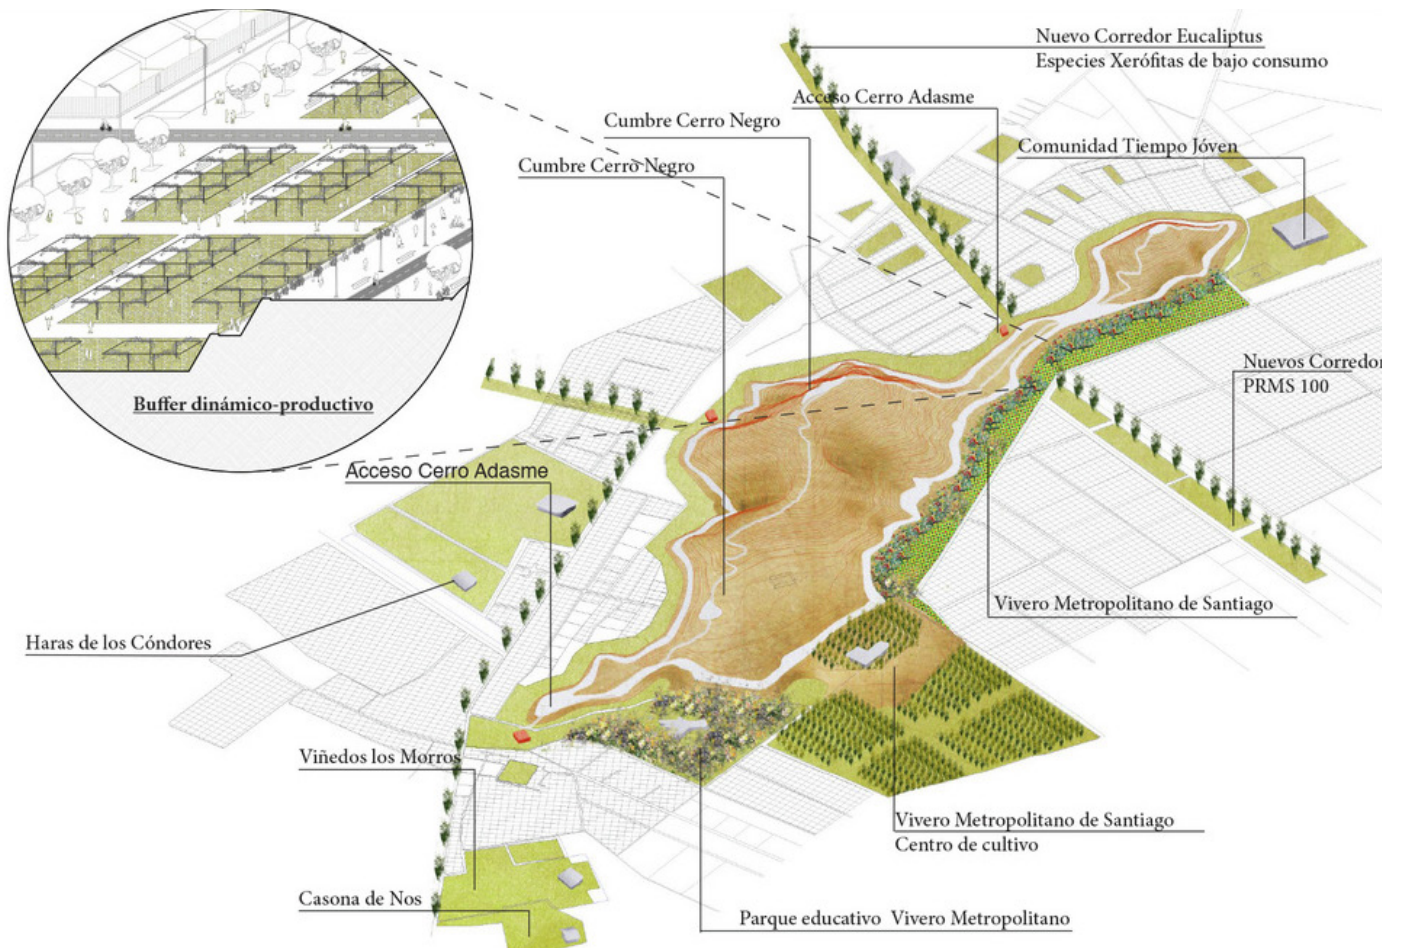 Nuevo Corredor Eucaliptus
Especies Xerófitas de bajo consumo
Acceso Cerro Adasme
Cumbre Cerro Negro
Comunidad Tiempo Jóven
Cumbre Cerro Negro
Nuevos Corredor
PRMS 100
Buffer dinámico-productivo
Acceso Cerro Adasme
Vivero Metropolitano de Santiago
Haras de los Cóndores
Viñedos los Morros
Vivero Metropolitano de Santiago
Centro de cultivo
Casona de Nos
Parque educativo Vivero Metropolitano